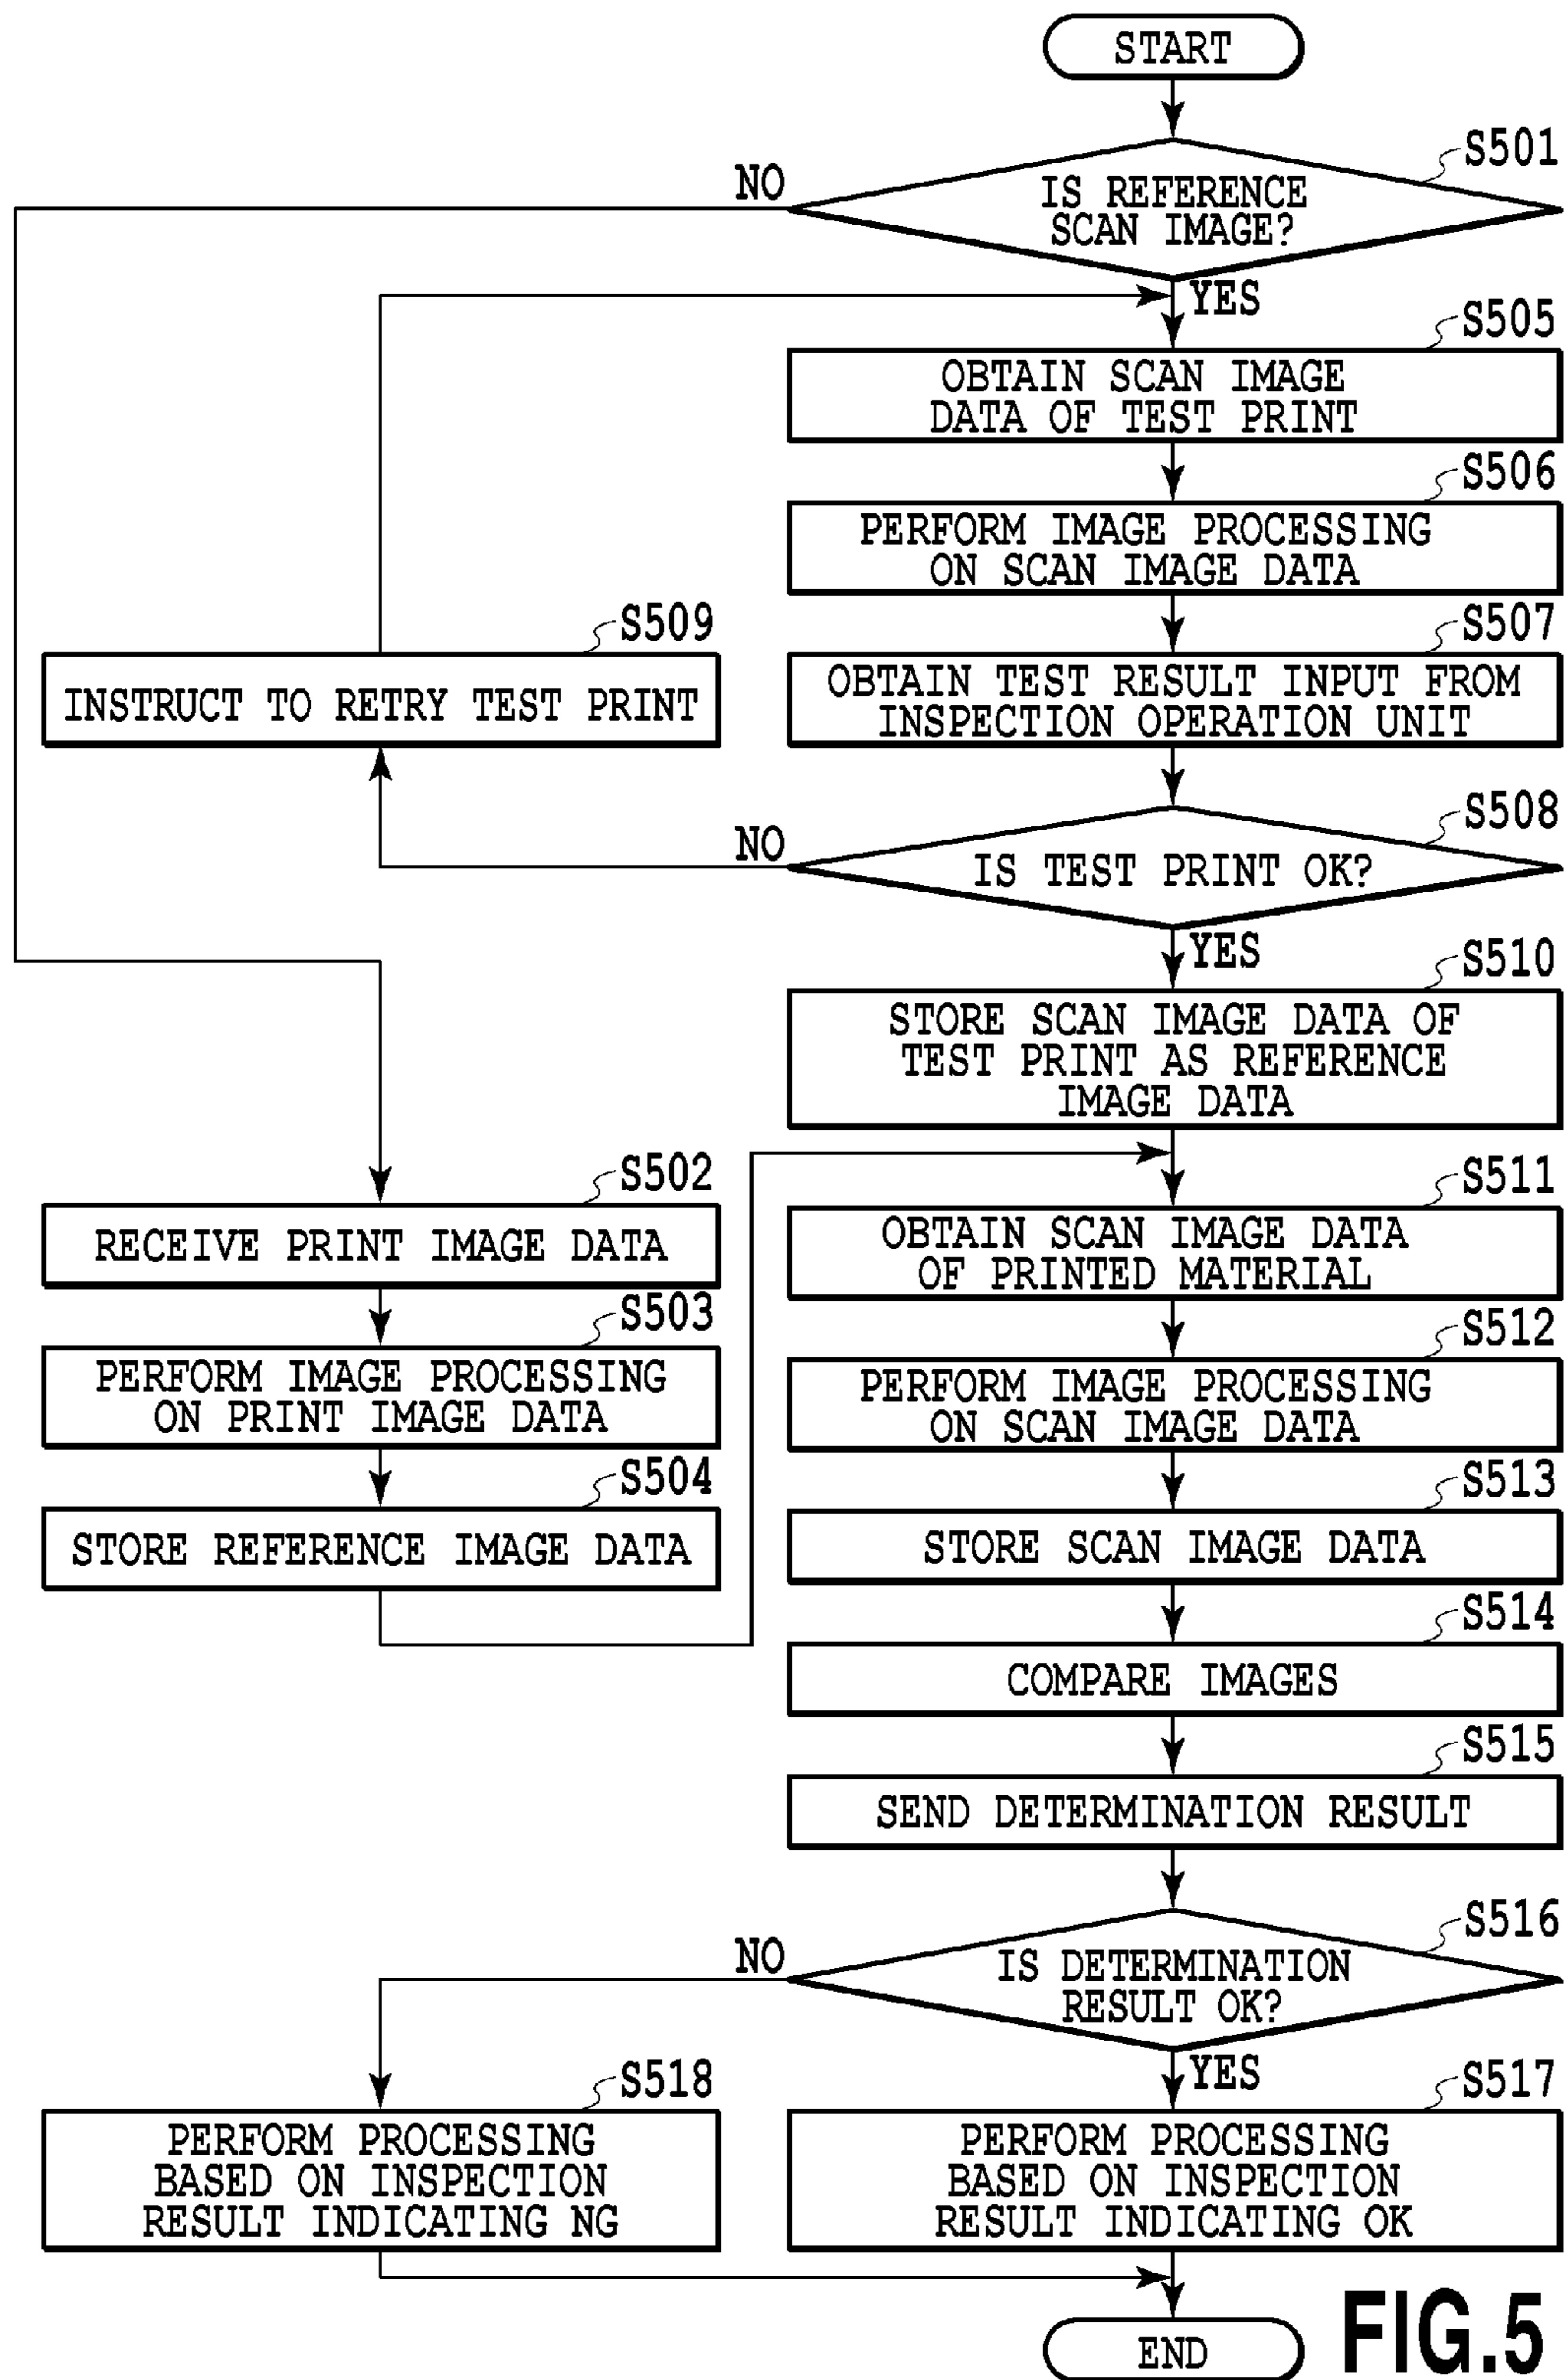 START
S501
NO
IS REFERENCE
SCAN IMAGE?
YES
S505
OBTAIN SCAN IMAGE
DATA OF TEST PRINT
S506
PERFORM IMAGE PROCESSING
ON SCAN IMAGE DATA
S509
INSTRUCT TO RETRY TEST PRINT
S507
OBTAIN TEST RESULT INPUT FROM
INSPECTION OPERATION UNIT
S508
NO
IS TEST PRINT OK?
YES
S510
STORE SCAN IMAGE DATA OF
TEST PRINT AS REFERENCE
IMAGE DATA
S502
RECEIVE PRINT IMAGE DATA
S503
PERFORM IMAGE PROCESSING
ON PRINT IMAGE DATA
S504
STORE REFERENCE IMAGE DATA
S511
OBTAIN SCAN IMAGE DATA
OF PRINTED MATERIAL
S512
PERFORM IMAGE PROCESSING
ON SCAN IMAGE DATA
S513
STORE SCAN IMAGE DATA
S514
COMPARE IMAGES
S515
SEND DETERMINATION RESULT
S516
NO
IS DETERMINATION
RESULT OK?
YES
S518
PERFORM PROCESSING
BASED ON INSPECTION
RESULT INDICATING NG
S517
PERFORM PROCESSING
BASED ON INSPECTION
RESULT INDICATING OK
END
FIG.5